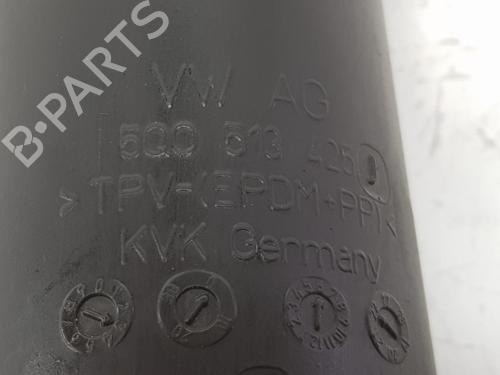 B-PARTS
VW AG
5Q0 513 425
>TPV-(EPDM+PP)<
KVK Germany